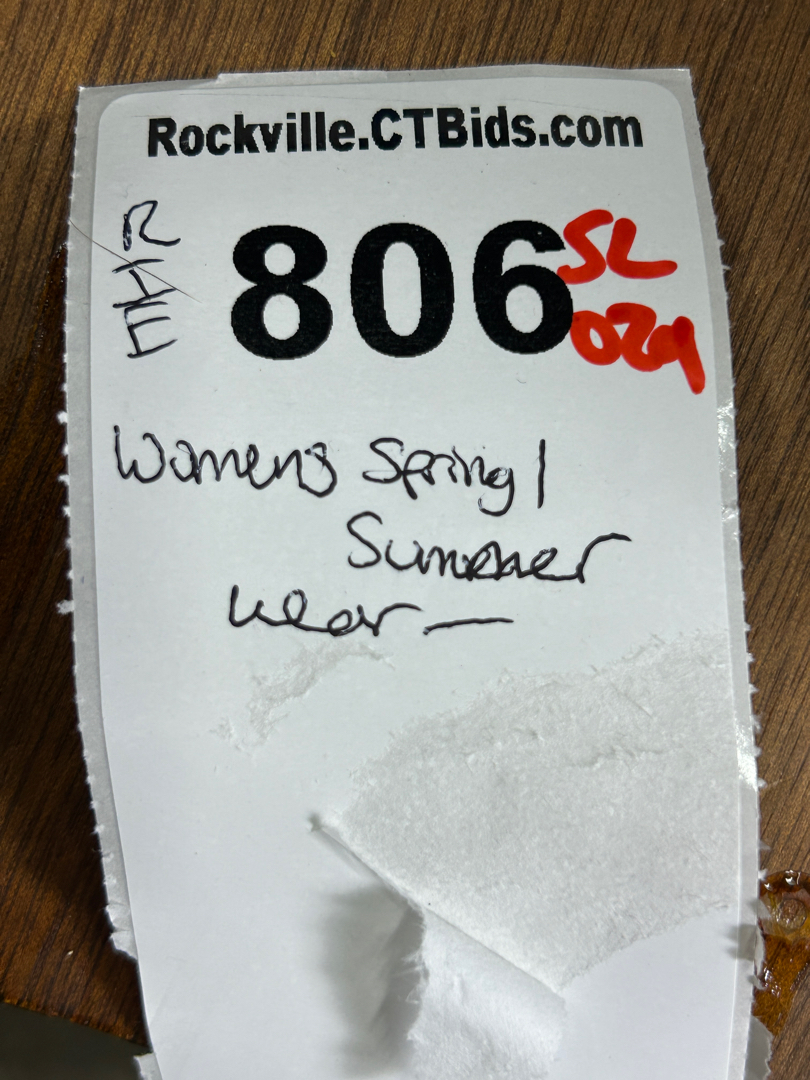 Rockville.CTBids.com
806
SL
Womens Spring/
Summer
wear —